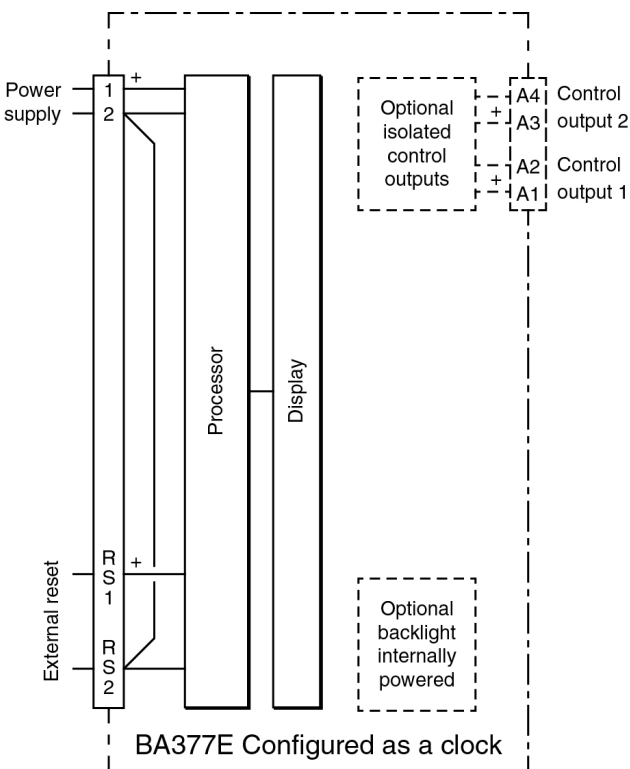 Power
supply
1
+
2
Processor
Display
Optional
isolated
control
outputs
A4
+
A3
A2
+
A1
Control
output 2
Control
output 1
External reset
R
S
1
+
R
S
2
Optional
backlight
internally
powered
BA377E Configured as a clock